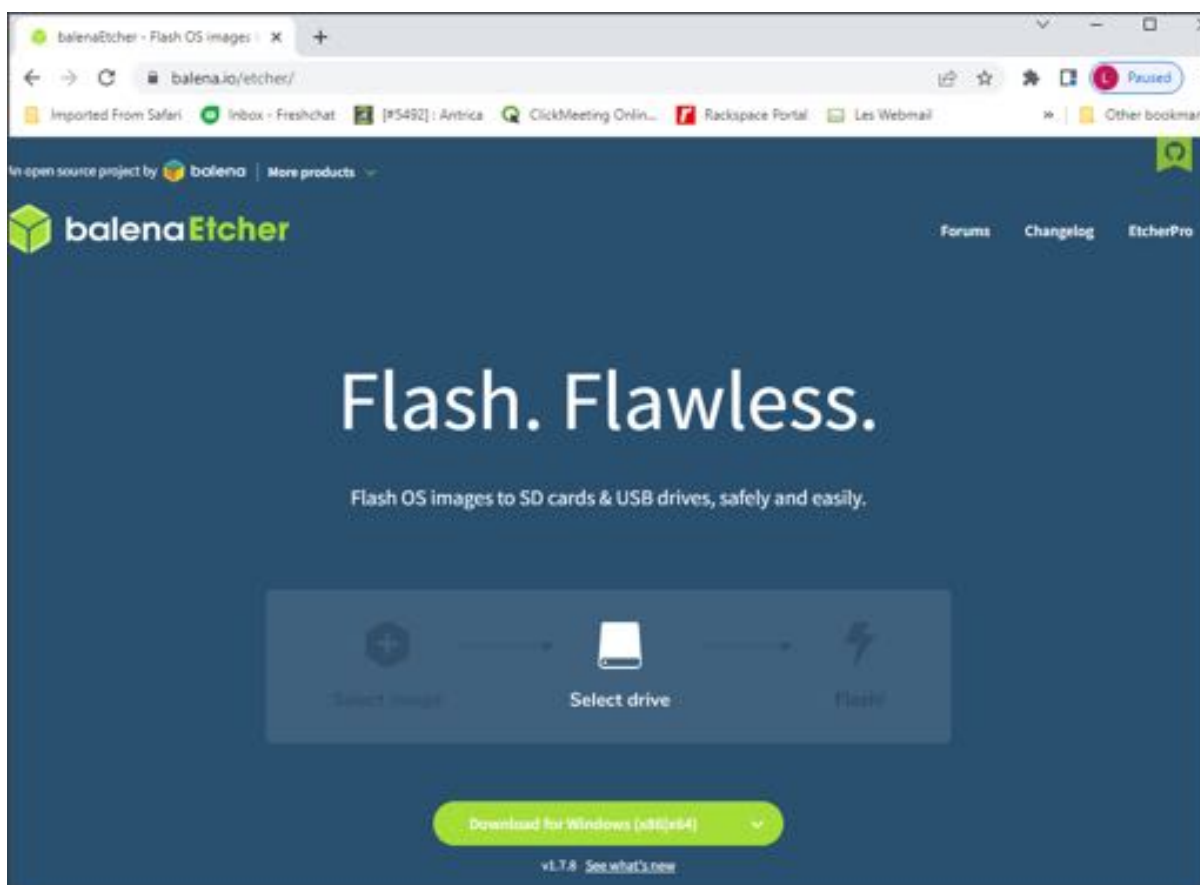 balenaEtcher - Flash OS images
balena.io/etcher/
Paused
Imported From Safari Inbox - Freshchat [#5492] : Antrica ClickMeeting Onlin... Rackspace Portal Les Webmail » Other bookmar
An open source project by balena More products
balenaEtcher
Forums Changelog EtcherPro
Flash. Flawless.
Flash OS images to SD cards & USB drives, safely and easily.
Select image Select drive Flash!
Download for Windows (x86|x64)
v1.7.8 See what's new